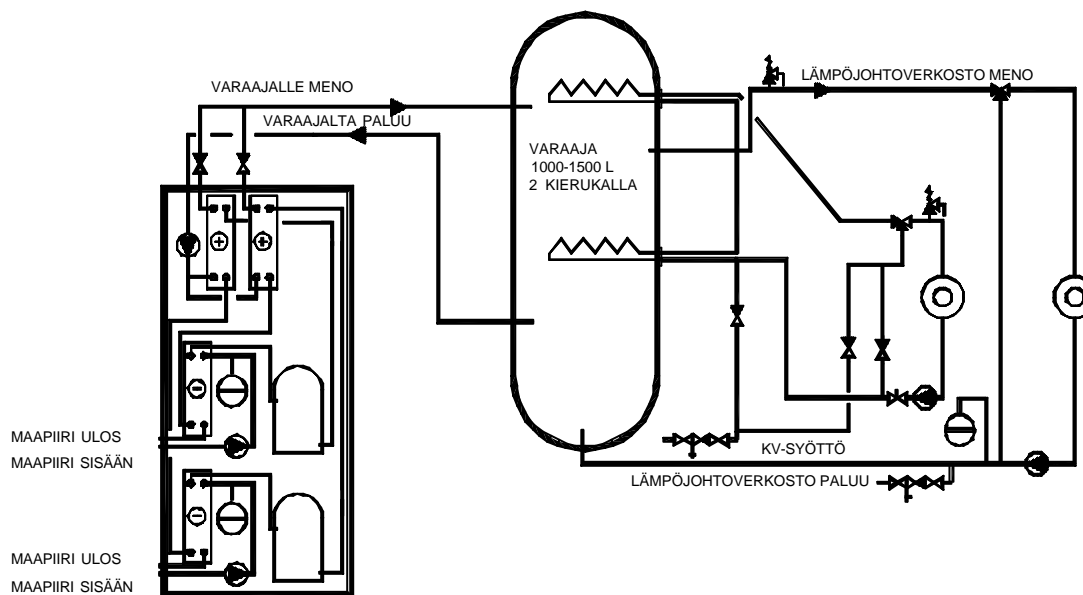 VARAAJALLE MENO
LÄMPÖJOHTOVERKOSTO MENO
VARAAJALTA PALUU
VARAAJA
1000-1500 L
2 KIERUKALLA
MAAPIIRI ULOS
MAAPIIRI SISÄÄN
KV-SYÖTTÖ
LÄMPÖJOHTOVERKOSTO PALUU
MAAPIIRI ULOS
MAAPIIRI SISÄÄN